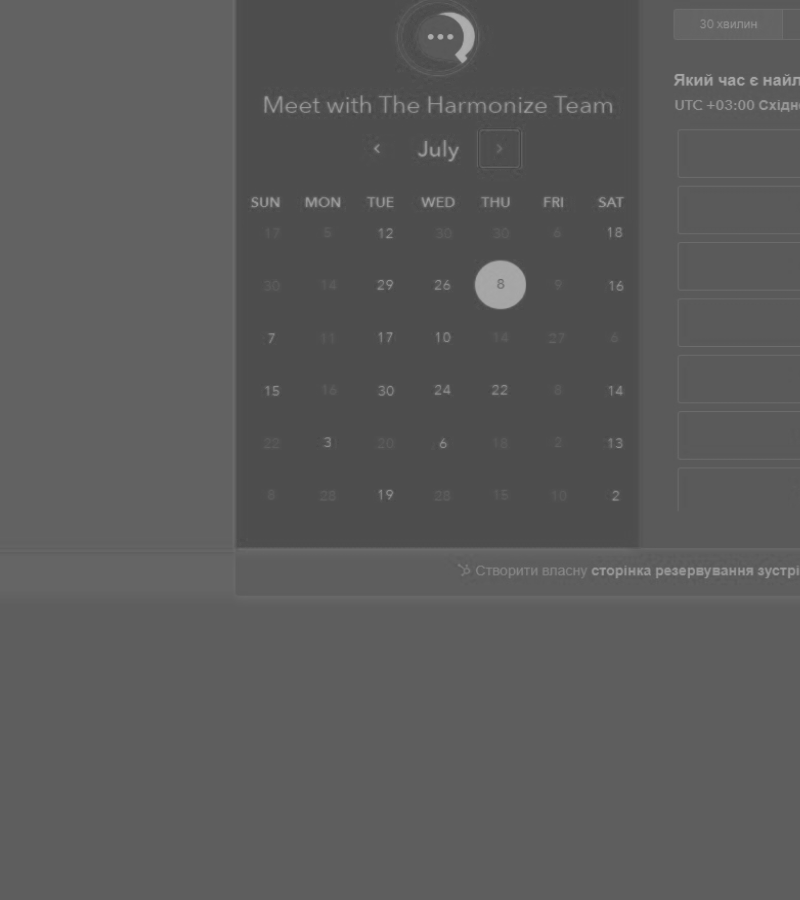 30 хвилин
Meet with The Harmonize Team
Який час є найл
UTC +03:00 Східн
July
SUN MON TUE WED THU FRI SAT
17 5 12 30 30 6 18
30 14 29 26 8 9 16
7 11 17 10 14 27 6
15 16 30 24 22 8 14
22 3 20 6 18 2 13
8 28 19 28 15 10 2
Створити власну сторінка резервування зустрі